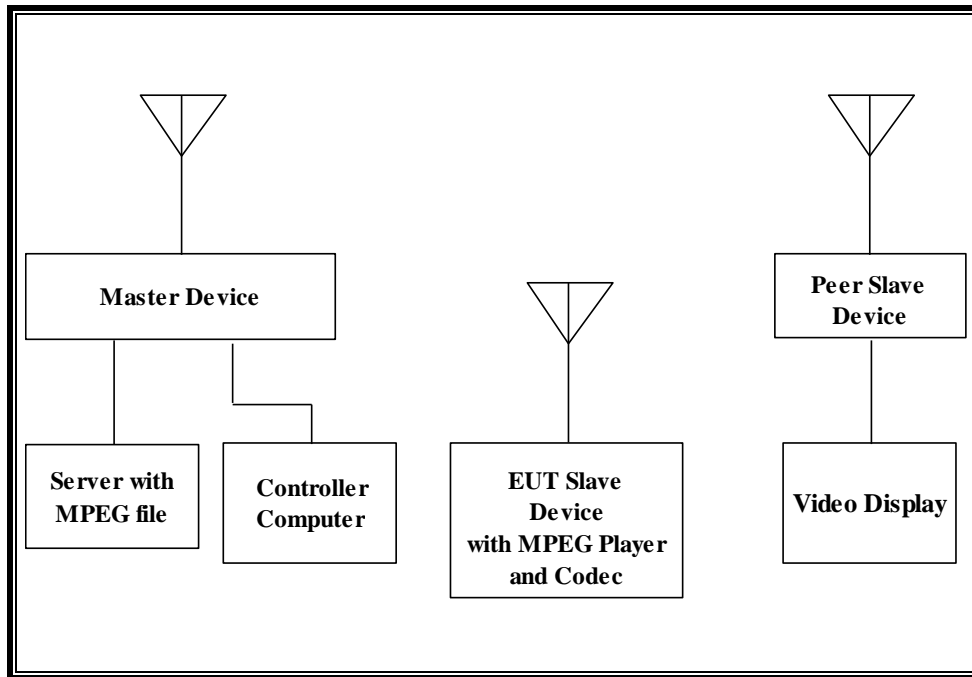 Master Device
Peer Slave
Device
Server with
MPEG file
Controller
Computer
EUT Slave
Device
with MPEG Player
and Codec
Video Display